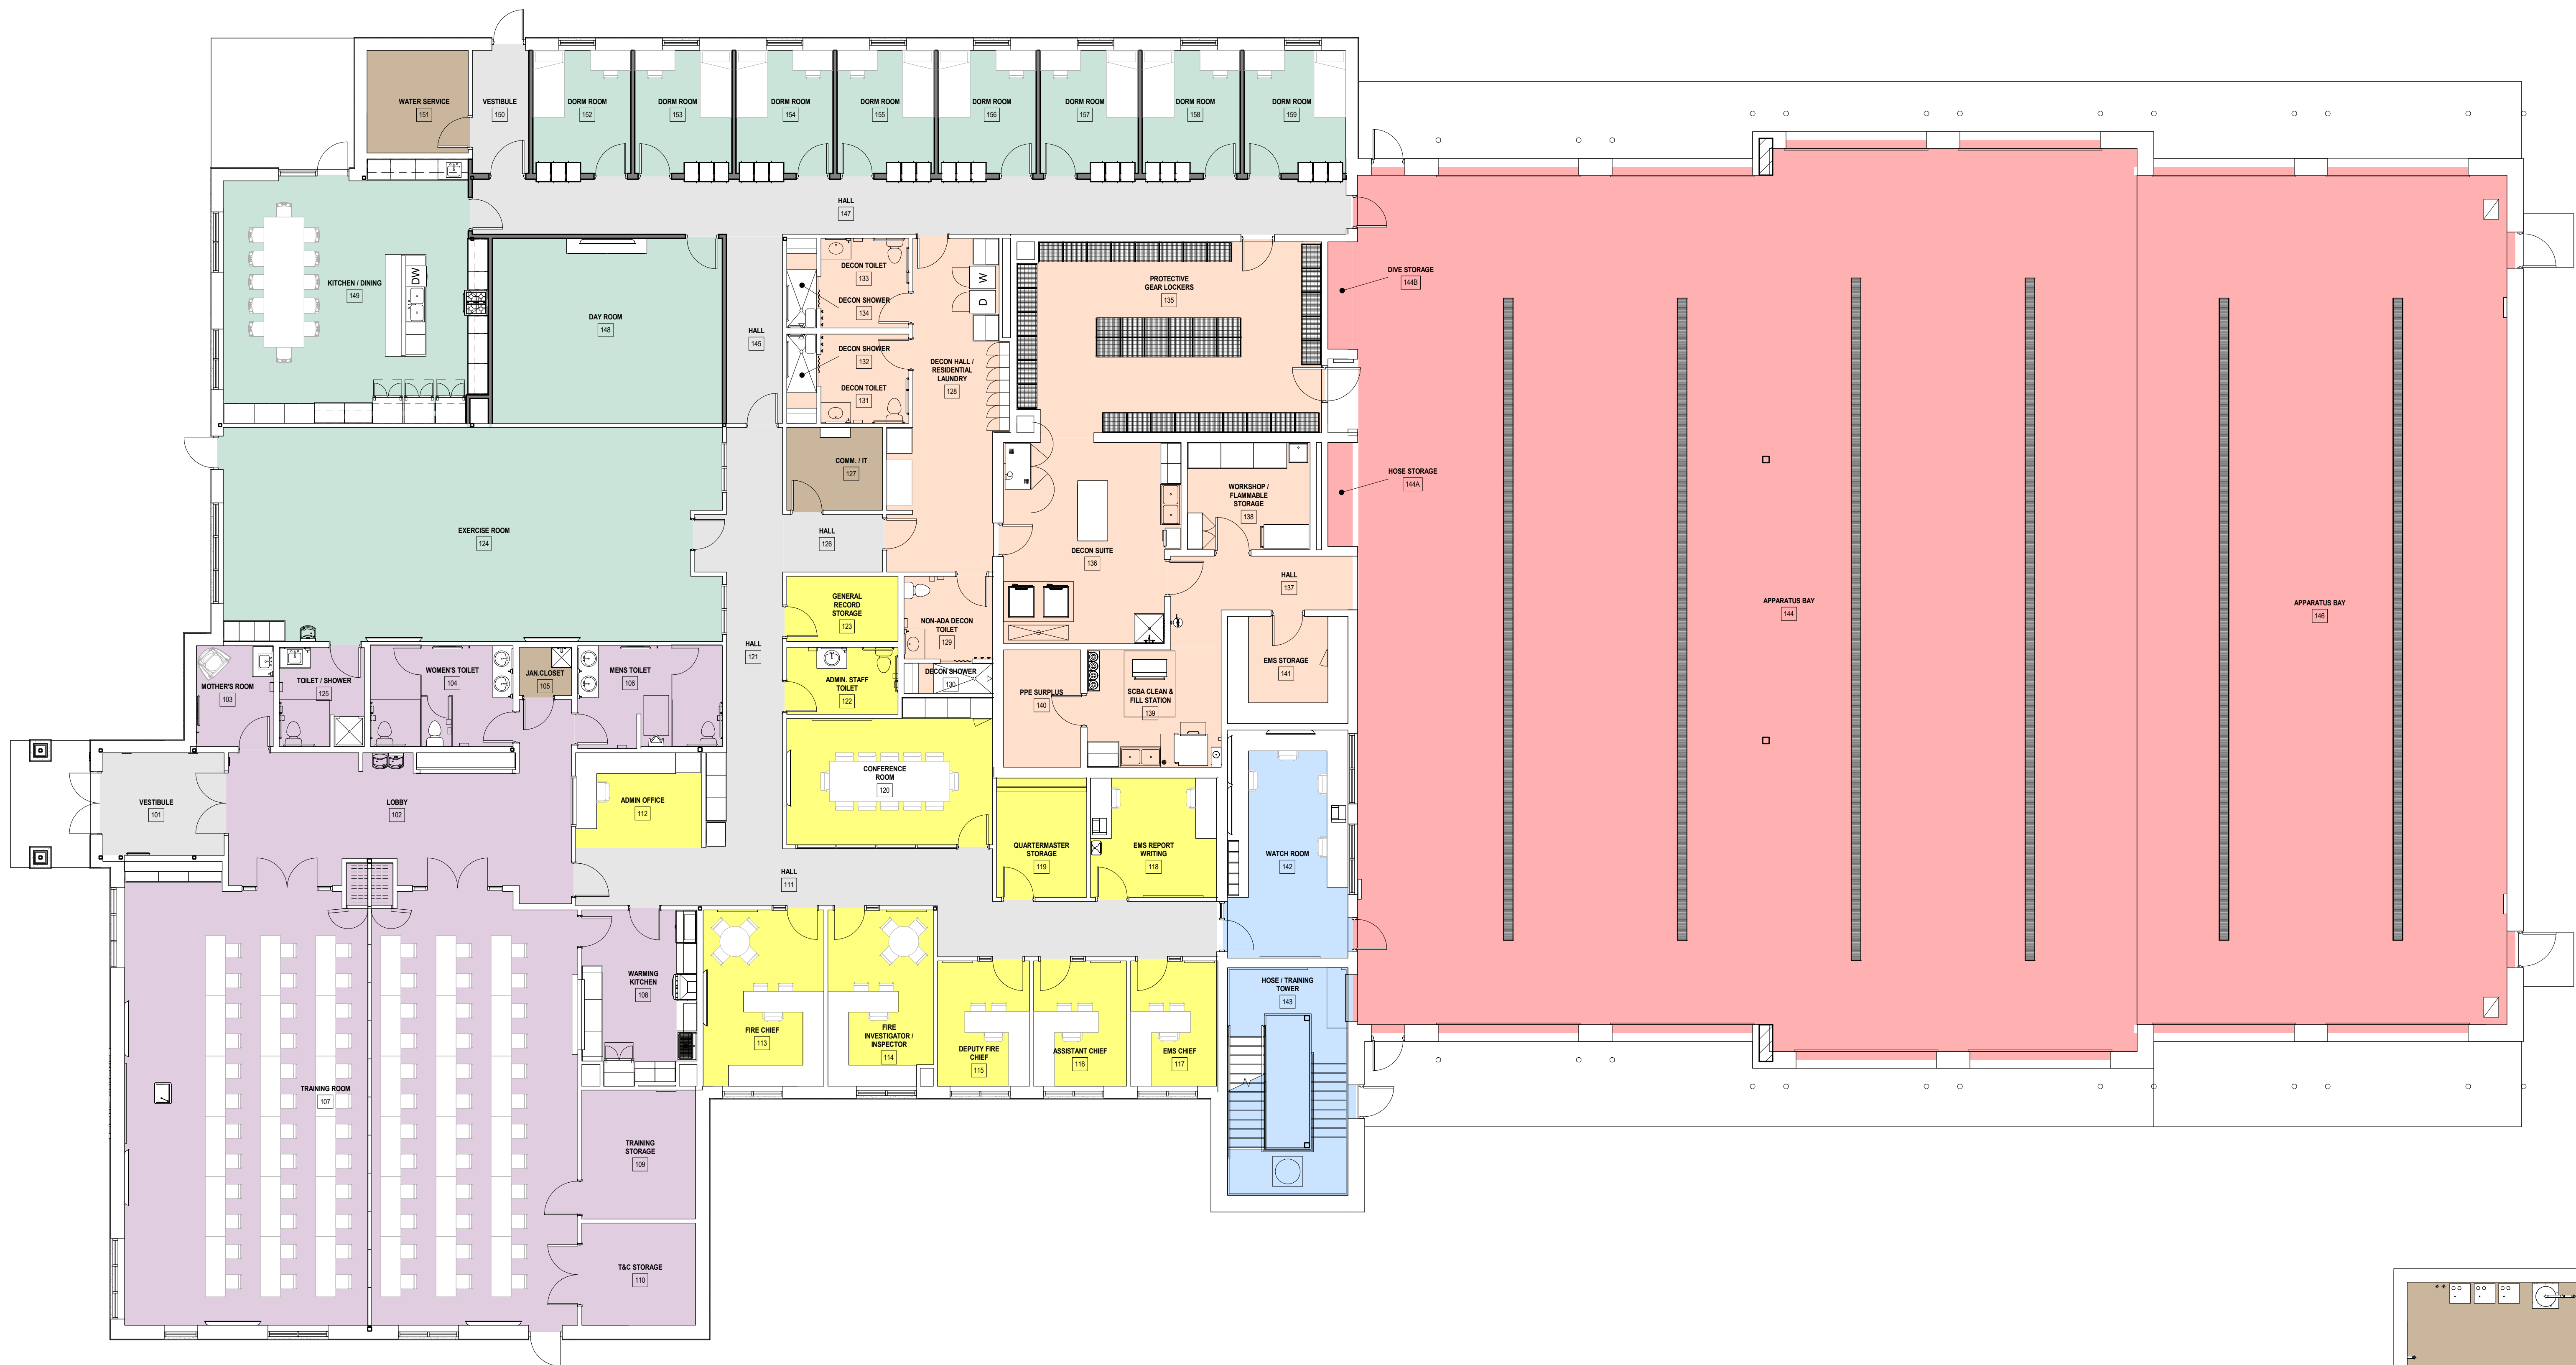 WATER SERVICE
151
VESTIBULE
150
DORM ROOM
152
DORM ROOM
153
DORM ROOM
154
DORM ROOM
155
DORM ROOM
156
DORM ROOM
157
DORM ROOM
158
DORM ROOM
159
HALL
147
KITCHEN / DINING
149
DW
DAY ROOM
148
HALL
145
DECON TOILET
133
DECON SHOWER
134
DECON SHOWER
132
DECON TOILET
131
W
D
DECON HALL /
RESIDENTIAL
LAUNDRY
128
PROTECTIVE
GEAR LOCKERS
135
DIVE STORAGE
144B
HOSE STORAGE
144A
COMM. / IT
127
WORKSHOP /
FLAMMABLE
STORAGE
138
EXERCISE ROOM
124
HALL
126
DECON SUITE
136
HALL
137
APPARATUS BAY
144
APPARATUS BAY
146
GENERAL
RECORD
STORAGE
123
NON-ADA DECON
TOILET
129
HALL
121
EMS STORAGE
141
MOTHER'S ROOM
103
TOILET / SHOWER
125
WOMEN'S TOILET
104
JAN.CLOSET
105
MENS TOILET
106
ADMIN. STAFF
TOILET
122
DECON SHOWER
130
PPE SURPLUS
140
SCBA CLEAN &
FILL STATION
139
VESTIBULE
101
LOBBY
102
ADMIN OFFICE
112
CONFERENCE
ROOM
120
QUARTERMASTER
STORAGE
119
EMS REPORT
WRITING
118
WATCH ROOM
142
HALL
111
WARMING
KITCHEN
108
FIRE CHIEF
113
FIRE
INVESTIGATOR /
INSPECTOR
114
DEPUTY FIRE
CHIEF
115
ASSISTANT CHIEF
116
EMS CHIEF
117
HOSE / TRAINING
TOWER
143
TRAINING ROOM
107
TRAINING
STORAGE
109
T&C STORAGE
110